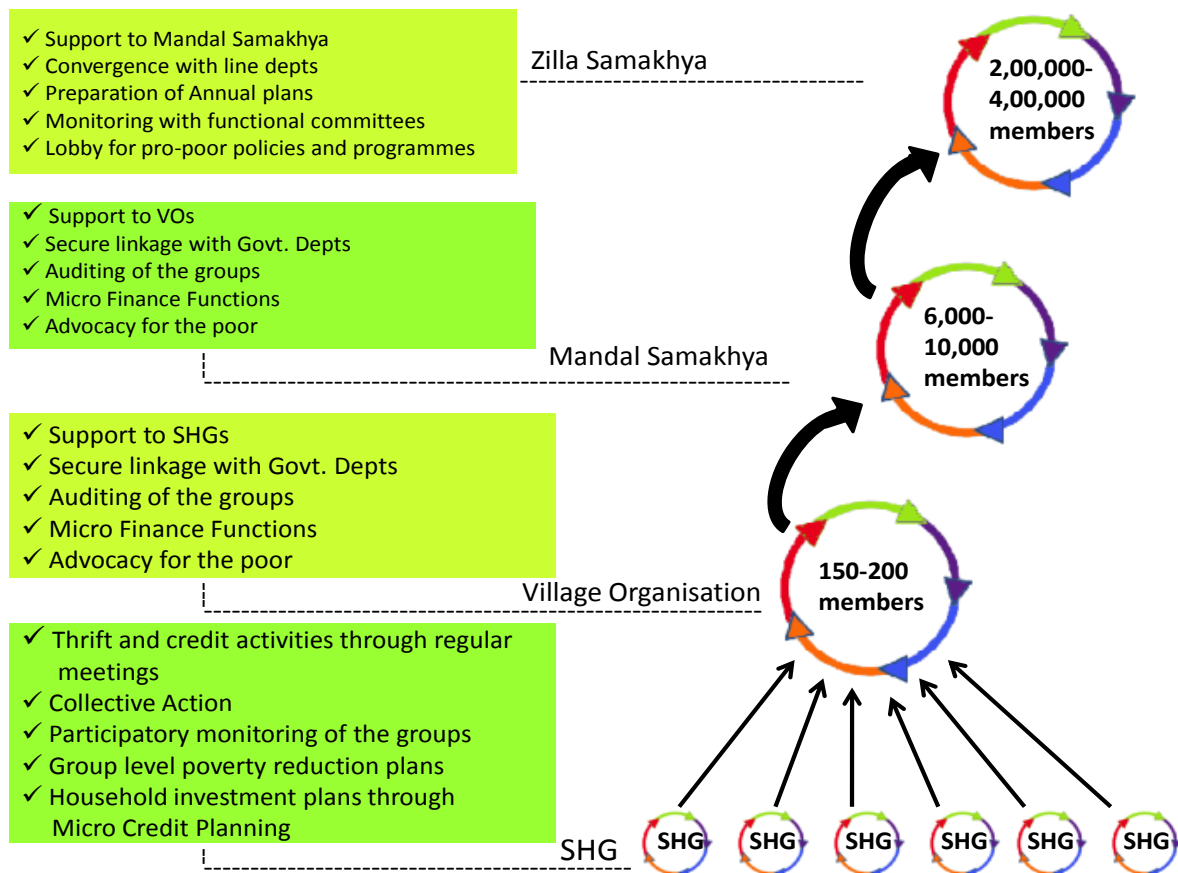 ✓ Support to Mandal Samakhya
✓ Convergence with line depts
✓ Preparation of Annual plans
✓ Monitoring with functional committees
✓ Lobby for pro-poor policies and programmes
Zilla Samakhya
2,00,000-
4,00,000
members
✓ Support to VOs
✓ Secure linkage with Govt. Depts
✓ Auditing of the groups
✓ Micro Finance Functions
✓ Advocacy for the poor
Mandal Samakhya
6,000-
10,000
members
✓ Support to SHGs
✓ Secure linkage with Govt. Depts
✓ Auditing of the groups
✓ Micro Finance Functions
✓ Advocacy for the poor
Village Organisation
150-200
members
✓ Thrift and credit activities through regular
meetings
✓ Collective Action
✓ Participatory monitoring of the groups
✓ Group level poverty reduction plans
✓ Household investment plans through
Micro Credit Planning
SHG
SHG
SHG
SHG
SHG
SHG
SHG